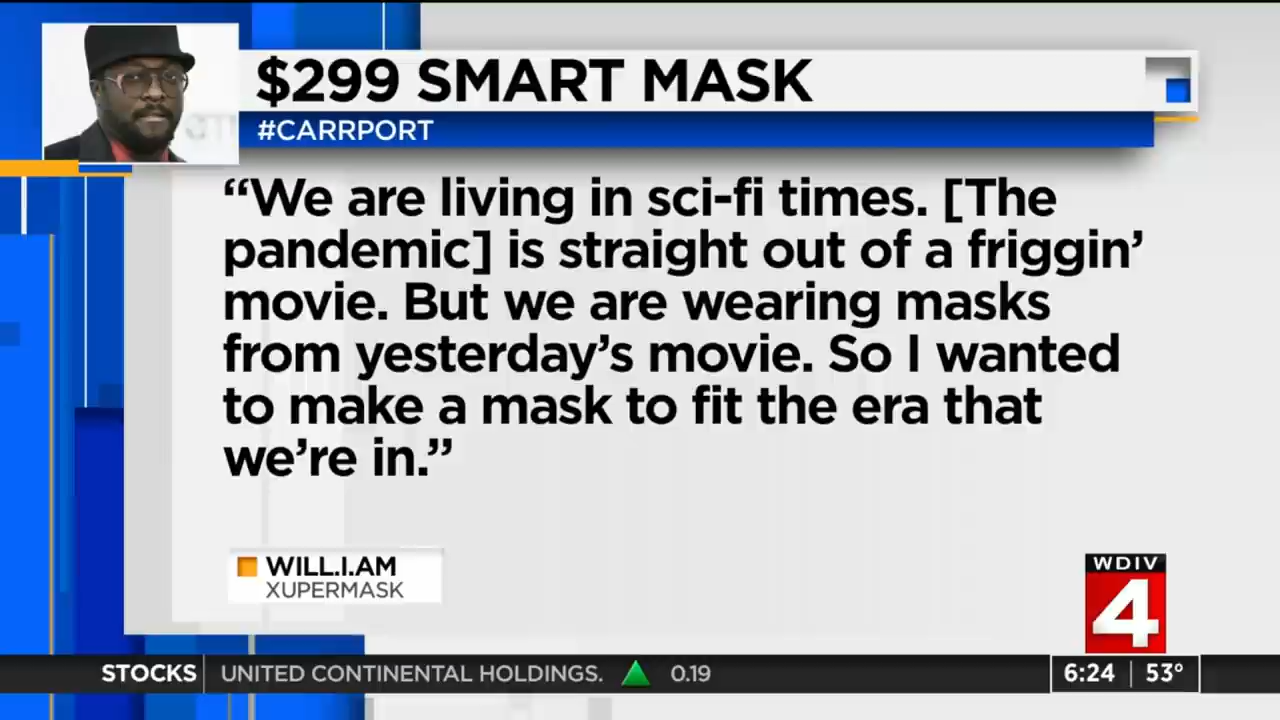 $299 SMART MASK
#CARRPORT
“We are living in sci-fi times. [The
pandemic] is straight out of a friggin’
movie. But we are wearing masks
from yesterday’s movie. So I wanted
to make a mask to fit the era that
we’re in.”
WILL.I.AM
XUPERMASK
WDIV
4
STOCKS UNITED CONTINENTAL HOLDINGS. ▲ 0.19 6:24 53°